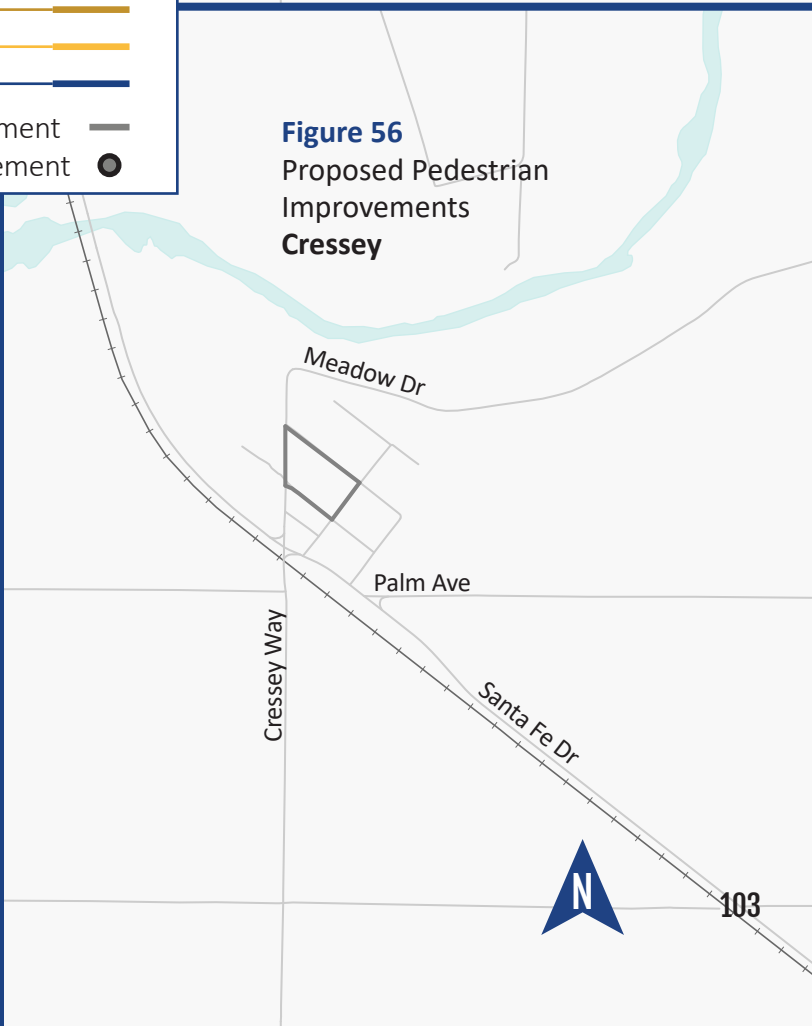 ment
ement
Figure 56
Proposed Pedestrian
Improvements
Cressey
Meadow Dr
Palm Ave
Cressey Way
Santa Fe Dr
N
103